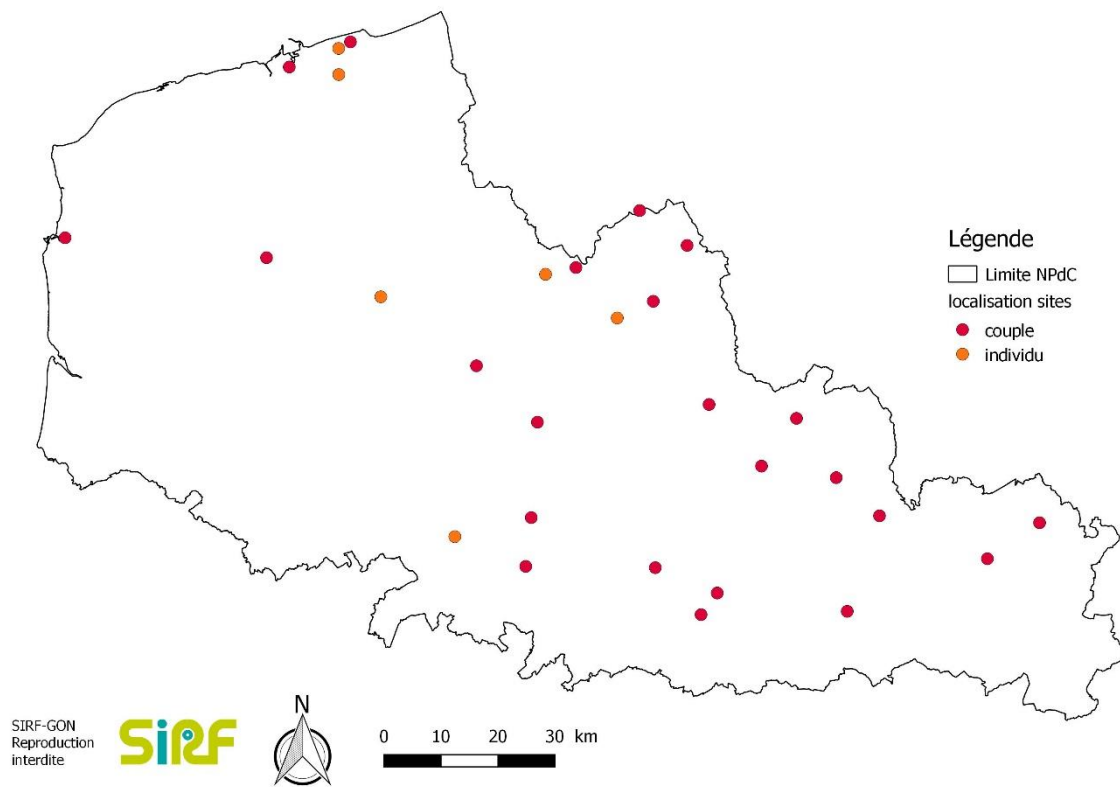 Légende
Limite NPdC
localisation sites
couple
individu
SIRF-GON
Reproduction
interdite
SiRF
N
0 10 20 30 km